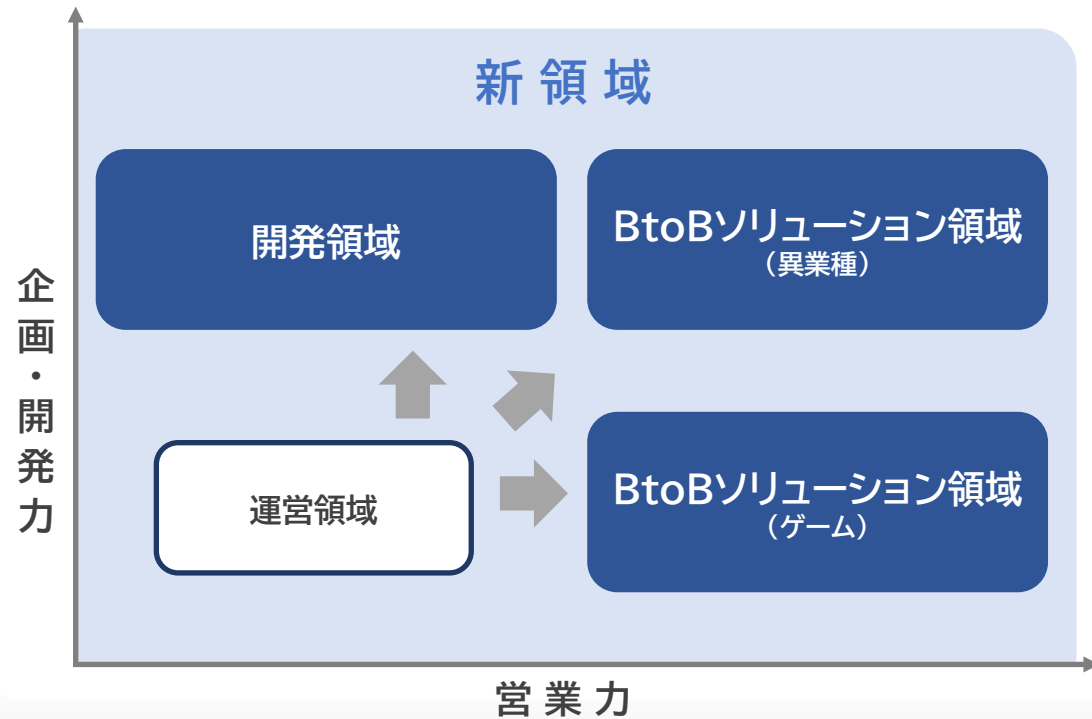 新領域
開発領域
BtoBソリューション領域
（異業種）
企画・開発力
運営領域
BtoBソリューション領域
（ゲーム）
営業力